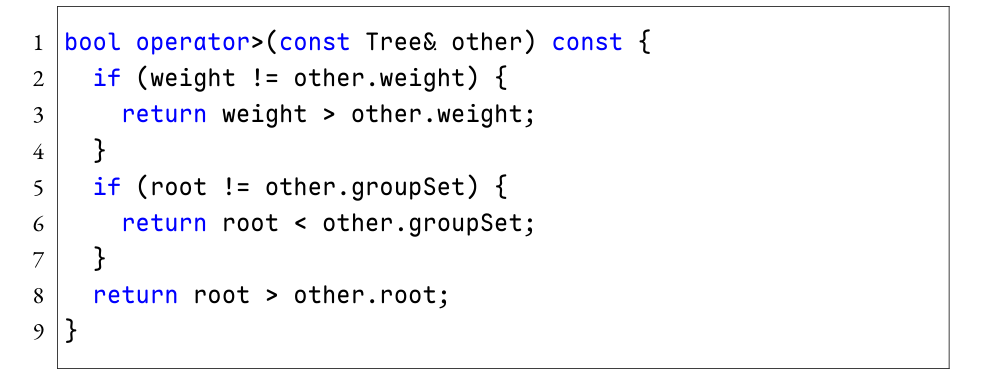 1 bool operator>(const Tree& other) const {
2   if (weight != other.weight) {
3     return weight > other.weight;
4   }
5   if (root != other.groupSet) {
6     return root < other.groupSet;
7   }
8   return root > other.root;
9 }